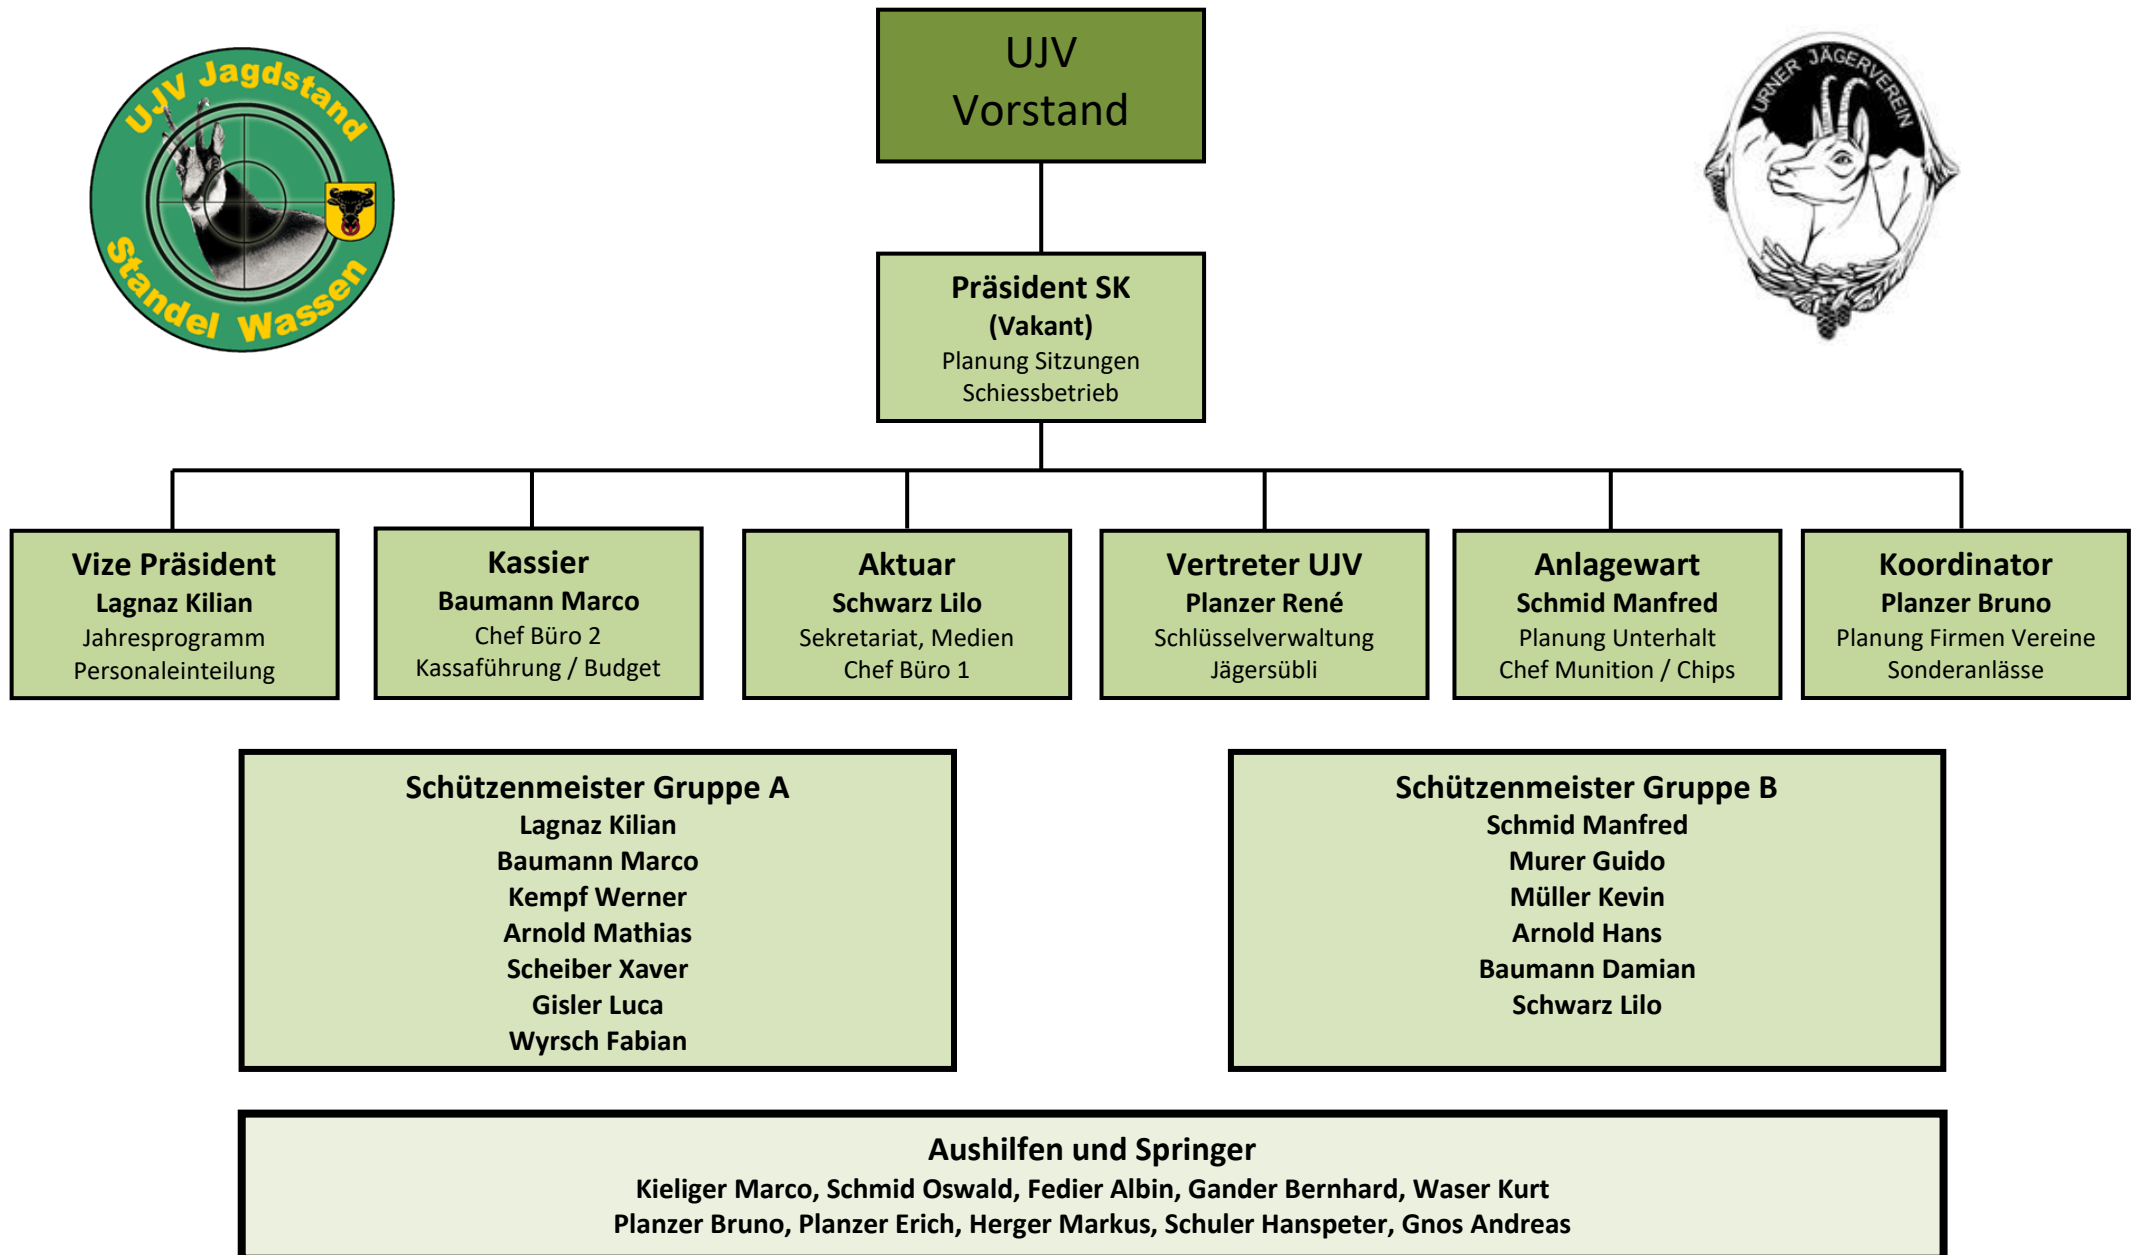 UJV Jagdstand
Standel Wassen
UJV
Vorstand
URNER JÄGERVEREIN
Präsident SK
(Vakant)
Planung Sitzungen
Schiessbetrieb
Vize Präsident
Lagnaz Kilian
Jahresprogramm
Personaleinteilung
Kassier
Baumann Marco
Chef Büro 2
Kassaführung / Budget
Aktuar
Schwarz Lilo
Sekretariat, Medien
Chef Büro 1
Vertreter UJV
Planzer René
Schlüsselverwaltung
Jägersübli
Anlagewart
Schmid Manfred
Planung Unterhalt
Chef Munition / Chips
Koordinator
Planzer Bruno
Planung Firmen Vereine
Sonderanlässe
Schützenmeister Gruppe A
Lagnaz Kilian
Baumann Marco
Kempf Werner
Arnold Mathias
Scheiber Xaver
Gisler Luca
Wyrsch Fabian
Schützenmeister Gruppe B
Schmid Manfred
Murer Guido
Müller Kevin
Arnold Hans
Baumann Damian
Schwarz Lilo
Aushilfen und Springer
Kieliger Marco, Schmid Oswald, Fedier Albin, Gander Bernhard, Waser Kurt
Planzer Bruno, Planzer Erich, Herger Markus, Schuler Hanspeter, Gnos Andreas